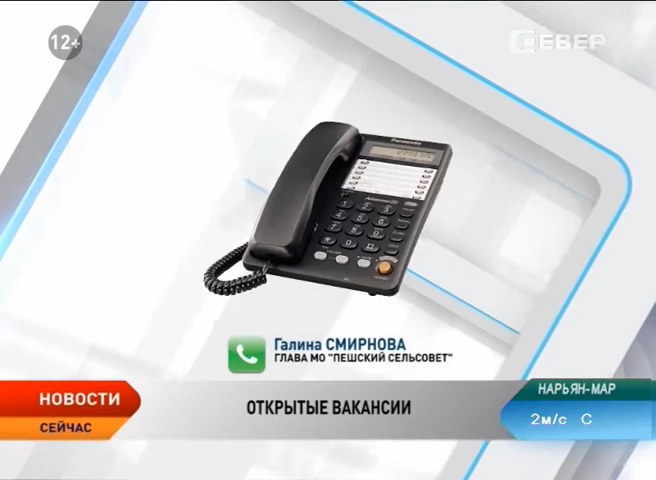 12+
СЕВЕР
Panasonic
Галина СМИРНОВА
ГЛАВА МО "ПЕШСКИЙ СЕЛЬСОВЕТ"
НОВОСТИ
СЕЙЧАС
ОТКРЫТЫЕ ВАКАНСИИ
НАРЬЯН-МАР
2м/с С